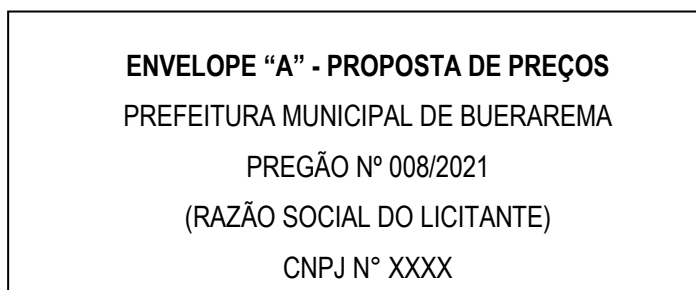 ENVELOPE “A” - PROPOSTA DE PREÇOS
PREFEITURA MUNICIPAL DE BUERAREMA
PREGÃO Nº 008/2021
(RAZÃO SOCIAL DO LICITANTE)
CNPJ N° XXXX